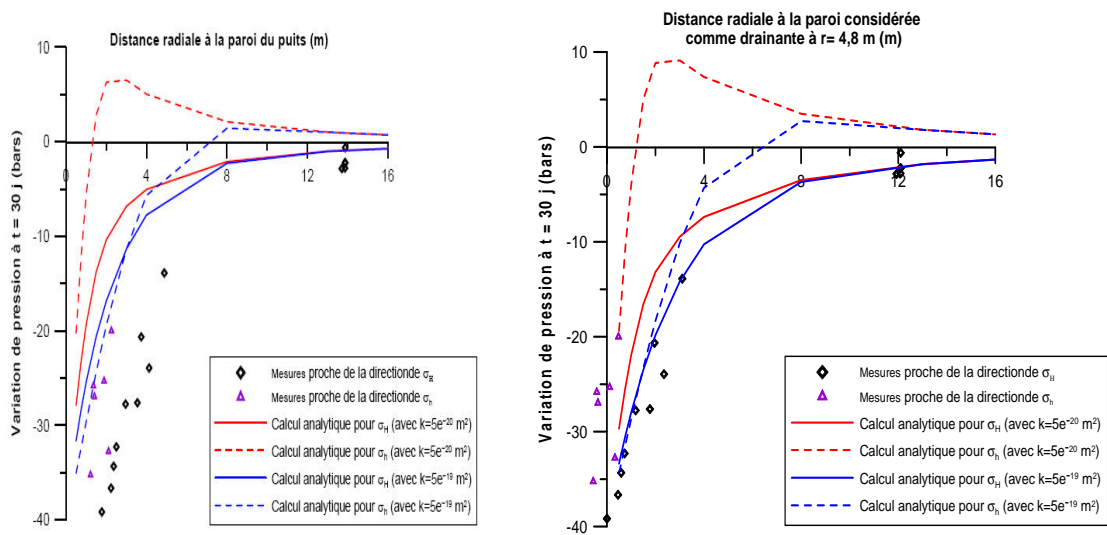 Distance radiale à la paroi du puits (m)
10
0
-10
-20
-30
-40
0
4
8
12
16
Variation de pression à t = 30 j (bars)
Mesures proche de la directionde σH
Mesures proche de la directionde σh
Calcul analytique pour σH (avec k=5e⁻²⁰ m²)
Calcul analytique pour σh (avec k=5e⁻²⁰ m²)
Calcul analytique pour σH (avec k=5e⁻¹⁹ m²)
Calcul analytique pour σh (avec k=5e⁻¹⁹ m²)
Distance radiale à la paroi considérée
comme drainante à r= 4,8 m (m)
10
0
-10
-20
-30
-40
0
4
8
12
16
Variation de pression à t = 30 j (bars)
Mesures proche de la directionde σH
Mesures proche de la directionde σh
Calcul analytique pour σH (avec k=5e⁻²⁰ m²)
Calcul analytique pour σh (avec k=5e⁻²⁰ m²)
Calcul analytique pour σH (avec k=5e⁻¹⁹ m²)
Calcul analytique pour σh (avec k=5e⁻¹⁹ m²)